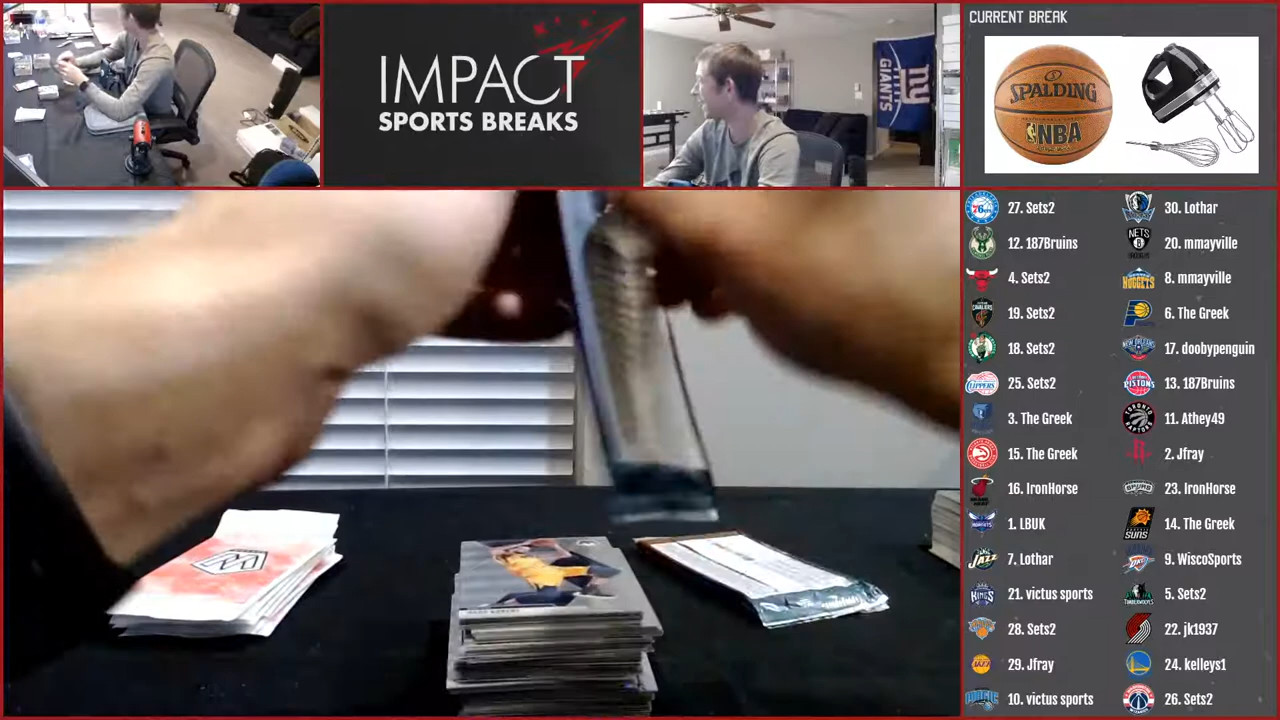 IMPACT
SPORTS BREAKS
ny
GIANTS
CURRENT BREAK
SPALDING
NBA
27. Sets2
30. Lothar
12. 187Bruins
20. mmayville
4. Sets2
8. mmayville
19. Sets2
6. The Greek
18. Sets2
17. doobypenguin
25. Sets2
13. 187Bruins
3. The Greek
11. Athey49
15. The Greek
2. Jfray
16. IronHorse
23. IronHorse
1. LBUK
14. The Greek
7. Lothar
9. WiscoSports
21. victus sports
5. Sets2
28. Sets2
22. jk1937
29. Jfray
24. kelleys1
10. victus sports
26. Sets2